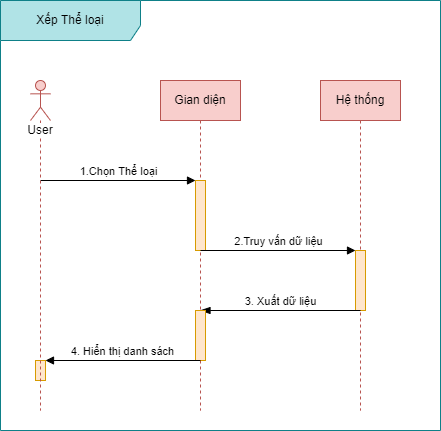 Xếp Thể loại
Gian diện
Hệ thống
User
1.Chọn Thể loại
2.Truy vấn dữ liệu
3. Xuất dữ liệu
4. Hiển thị danh sách